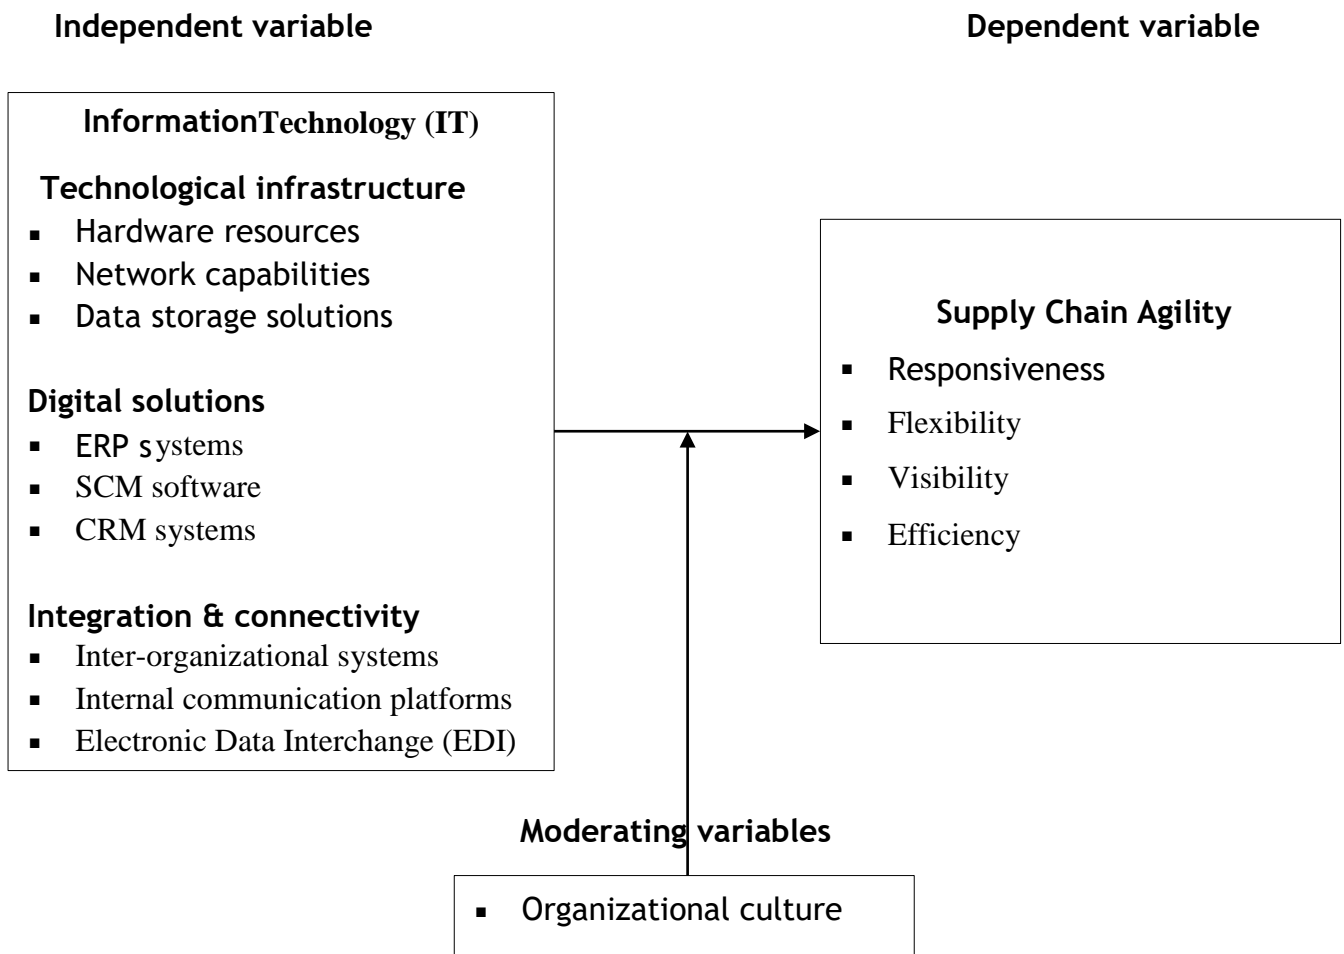 Independent variable
Dependent variable
InformationTechnology (IT)
Technological infrastructure
▪ Hardware resources
▪ Network capabilities
▪ Data storage solutions
Digital solutions
▪ ERP systems
▪ SCM software
▪ CRM systems
Integration & connectivity
▪ Inter-organizational systems
▪ Internal communication platforms
▪ Electronic Data Interchange (EDI)
Supply Chain Agility
▪ Responsiveness
▪ Flexibility
▪ Visibility
▪ Efficiency
Moderating variables
▪ Organizational culture